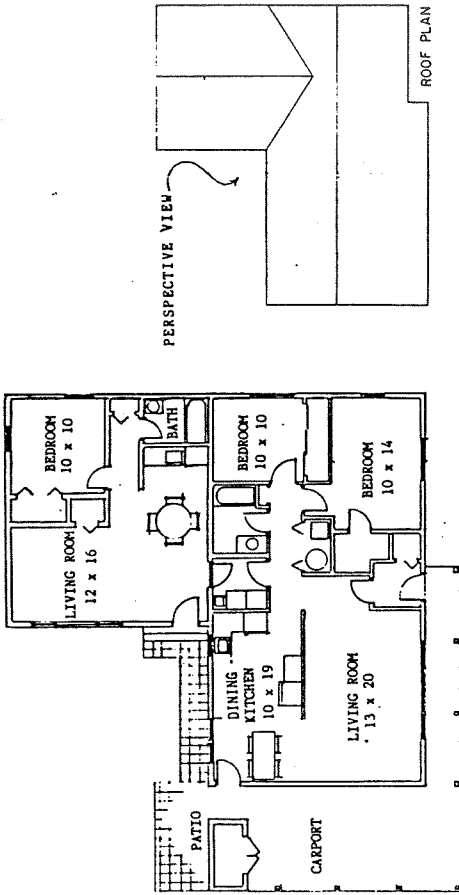 BEDROOM
10 x 10
LIVING ROOM
12 x 16
BATH
BEDROOM
10 x 10
BEDROOM
10 x 14
DINING
KITCHEN
10 x 19
LIVING ROOM
13 x 20
PATIO
CARPORT
PERSPECTIVE VIEW
ROOF PLAN